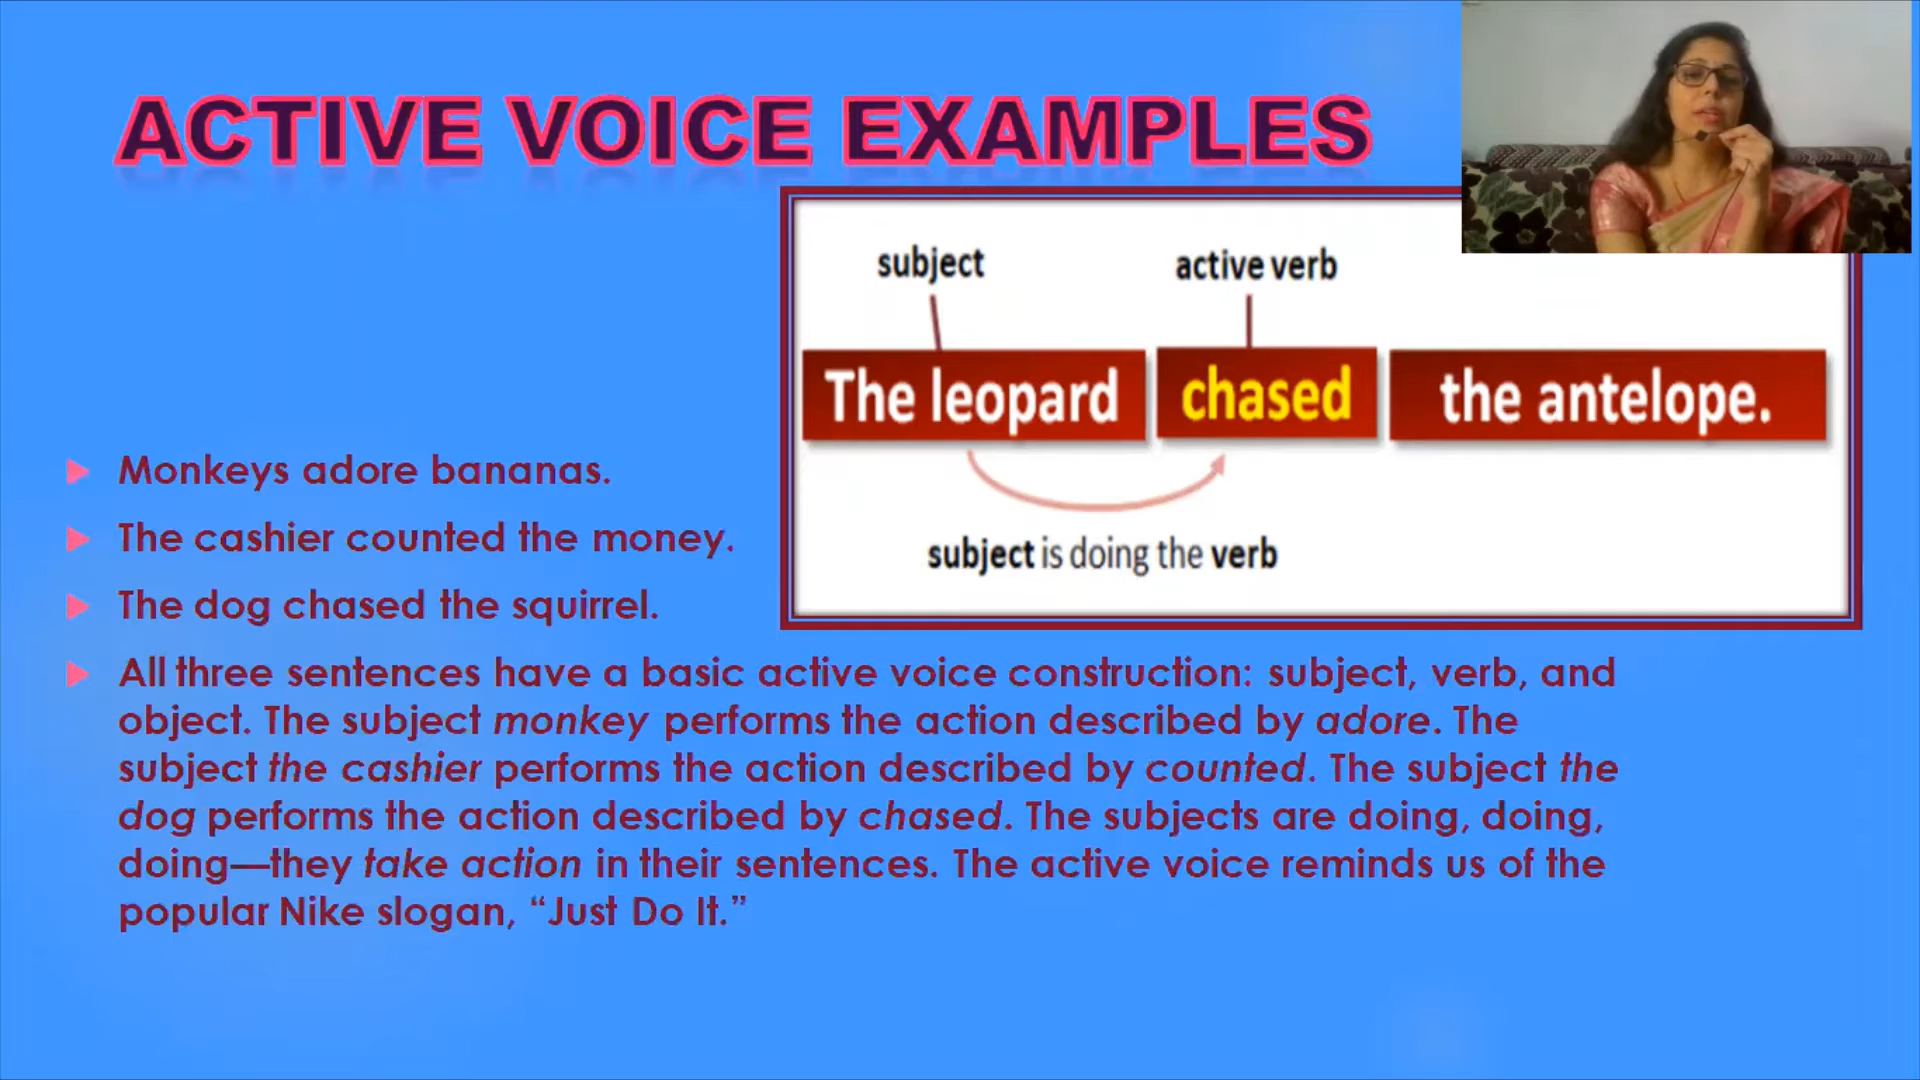 ACTIVE VOICE EXAMPLES
subject
active verb
The leopard chased the antelope.
subject is doing the verb
Monkeys adore bananas.
The cashier counted the money.
The dog chased the squirrel.
All three sentences have a basic active voice construction: subject, verb, and
object. The subject monkey performs the action described by adore. The
subject the cashier performs the action described by counted. The subject the
dog performs the action described by chased. The subjects are doing, doing,
doing—they take action in their sentences. The active voice reminds us of the
popular Nike slogan, “Just Do It.”